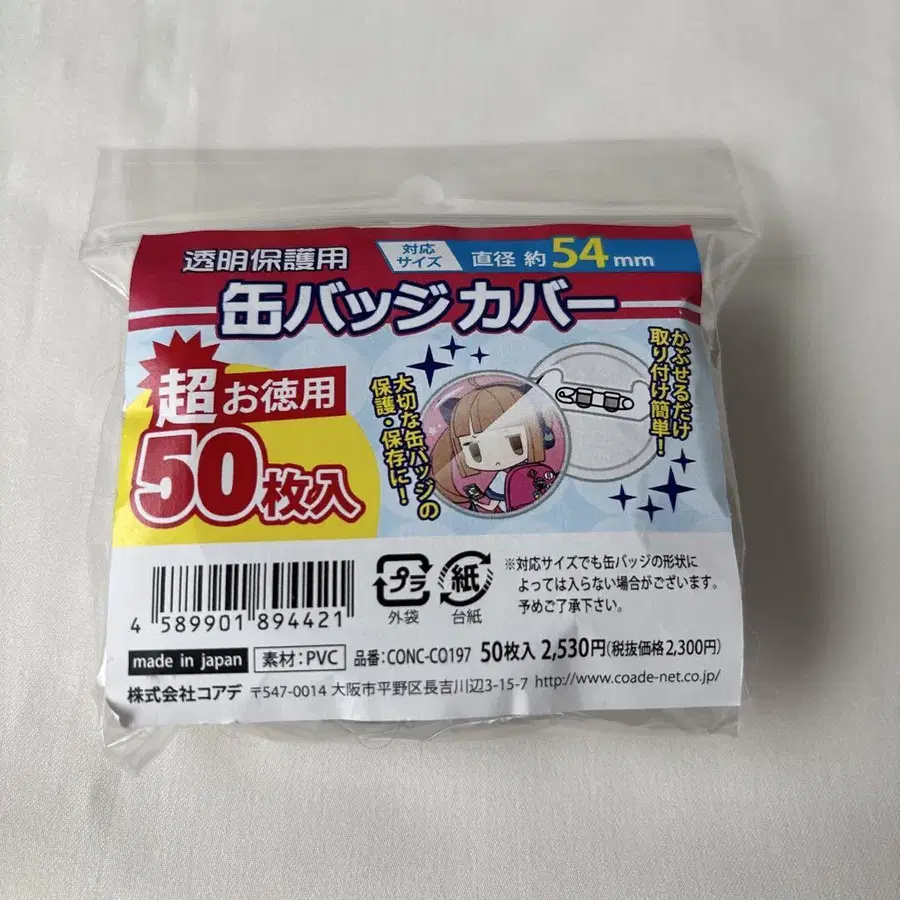 透明保護用
対応
サイズ
直径 約54mm
缶バッジカバー
超お徳用
50枚入
大切な缶バッジの
保護・保存に!
かぶせるだけ
取り付け簡単!
4 589901 894421
プラ
外袋
紙
台紙
※対応サイズでも缶バッジの形状に
よっては入らない場合がございます。
予めご了承下さい。
made in japan 素材:PVC 品番:CONC-CO197 50枚入 2,530円(税抜価格2,300円)
株式会社コアデ 〒547-0014 大阪市平野区長吉川辺3-15-7 http://www.coade-net.co.jp/